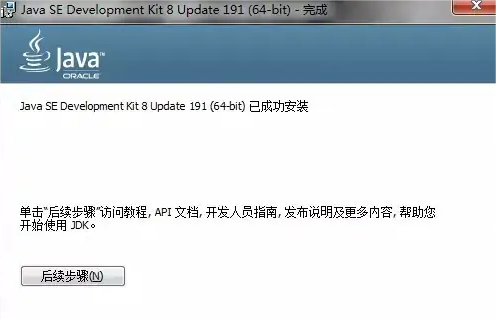 Java SE Development Kit 8 Update 191 (64-bit) - 完成
Java™
ORACLE
Java SE Development Kit 8 Update 191 (64-bit) 已成功安装
单击“后续步骤”访问教程, API 文档, 开发人员指南, 发布说明及更多内容, 帮助您
开始使用 JDK。
后续步骤(N)